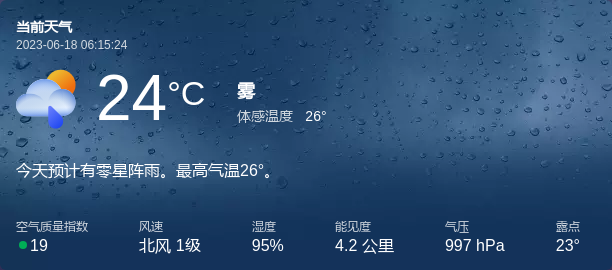 当前天气
2023-06-18 06:15:24
24°C
雾
体感温度 26°
今天预计有零星阵雨。最高气温26°。
空气质量指数 风速 湿度 能见度 气压 露点
19 北风 1级 95% 4.2 公里 997 hPa 23°